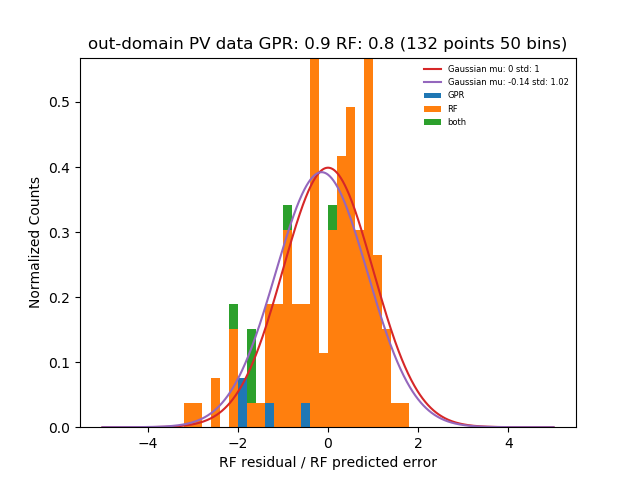 out-domain PV data GPR: 0.9 RF: 0.8 (132 points 50 bins)
Gaussian mu: 0 std: 1
Gaussian mu: -0.14 std: 1.02
GPR
RF
both
Normalized Counts
0.5
0.4
0.3
0.2
0.1
0.0
−4 −2 0 2 4
RF residual / RF predicted error